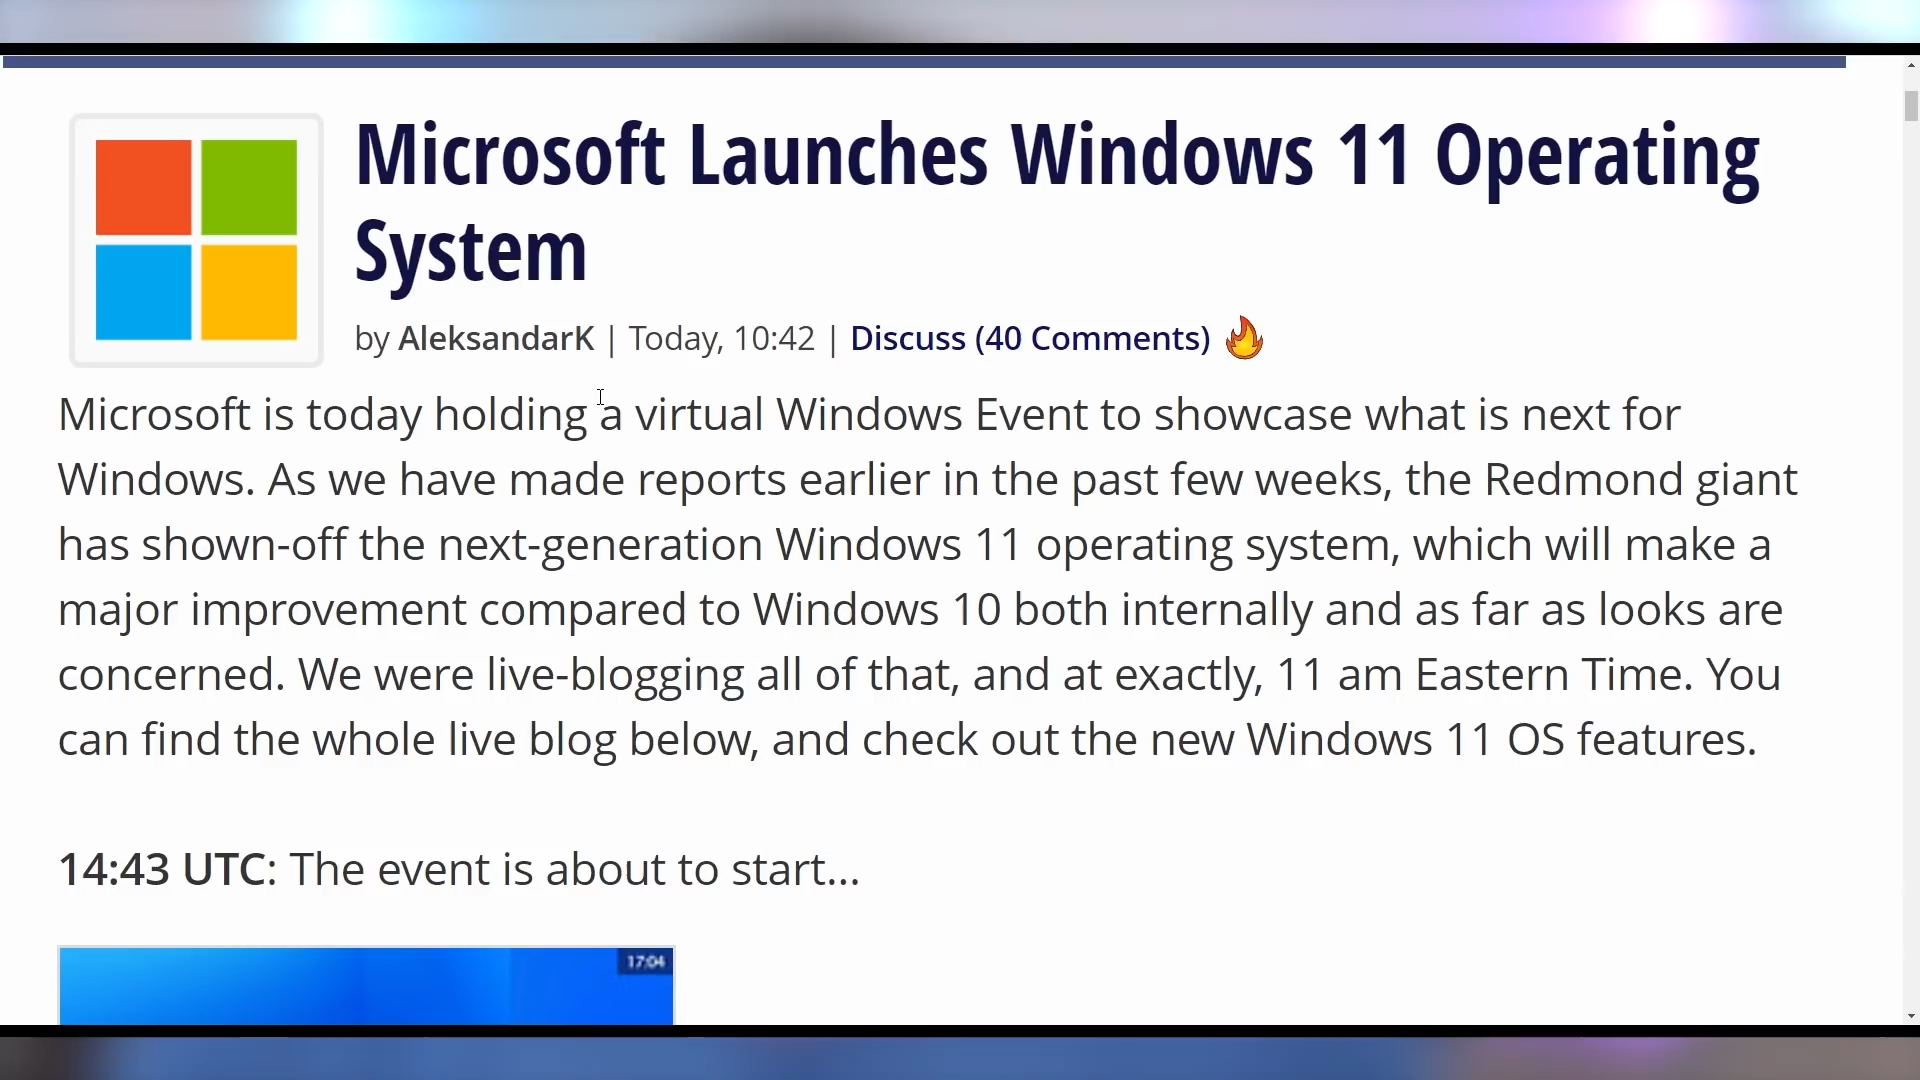 Microsoft Launches Windows 11 Operating
System
by AleksandarK | Today, 10:42 | Discuss (40 Comments)
Microsoft is today holding a virtual Windows Event to showcase what is next for
Windows. As we have made reports earlier in the past few weeks, the Redmond giant
has shown-off the next-generation Windows 11 operating system, which will make a
major improvement compared to Windows 10 both internally and as far as looks are
concerned. We were live-blogging all of that, and at exactly, 11 am Eastern Time. You
can find the whole live blog below, and check out the new Windows 11 OS features.
14:43 UTC: The event is about to start...
17:04